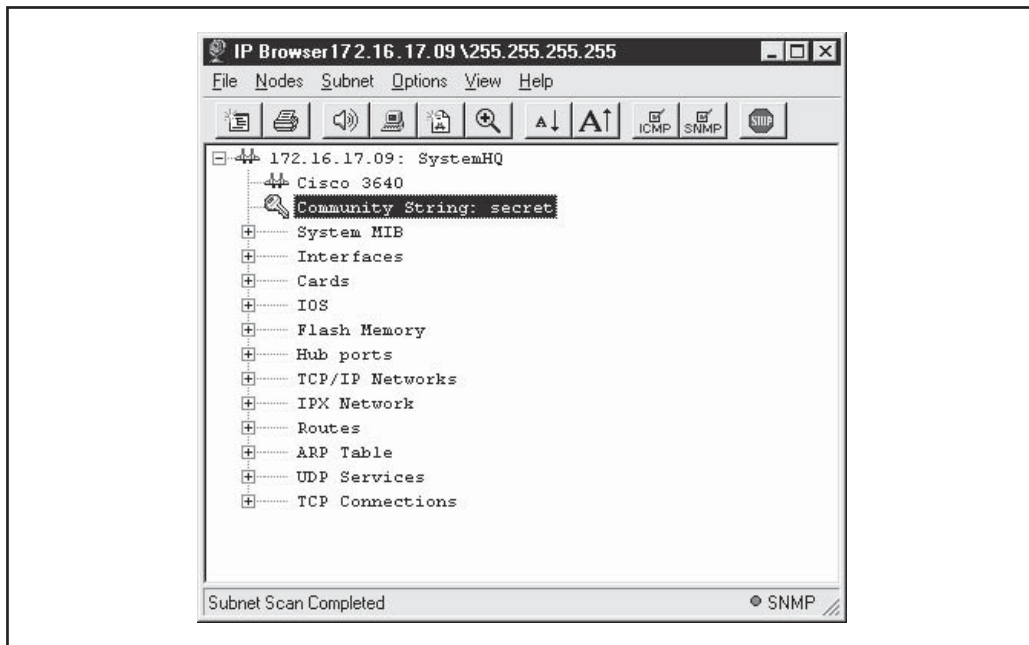 IP Browser172.16.17.09 \255.255.255.255
File Nodes Subnet Options View Help
A A ICMP SNMP STOP
172.16.17.09: SystemHQ
Cisco 3640
Community String: secret
System MIB
Interfaces
Cards
IOS
Flash Memory
Hub ports
TCP/IP Networks
IPX Network
Routes
ARP Table
UDP Services
TCP Connections
Subnet Scan Completed SNMP